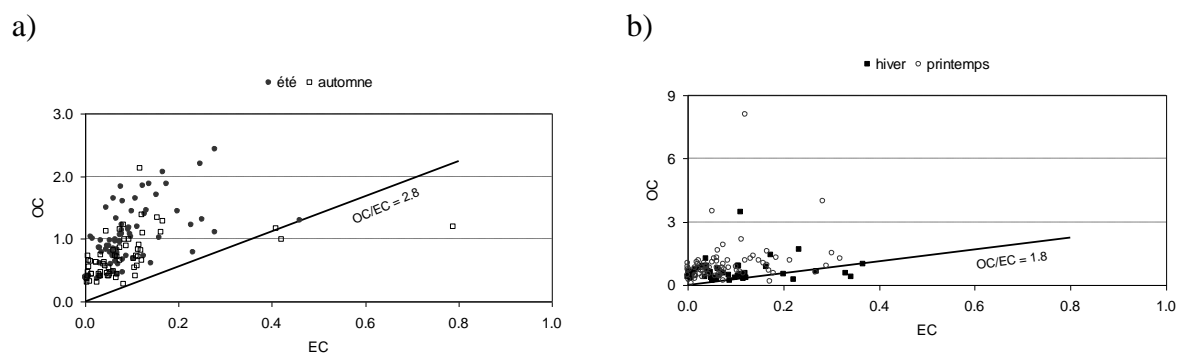 a)
été automne
3.0
2.0
1.0
0.0
OC
OC/EC = 2.8
0.0 0.2 0.4 0.6 0.8 1.0
EC
b)
hiver printemps
9
6
3
0
OC
OC/EC = 1.8
0.0 0.2 0.4 0.6 0.8 1.0
EC